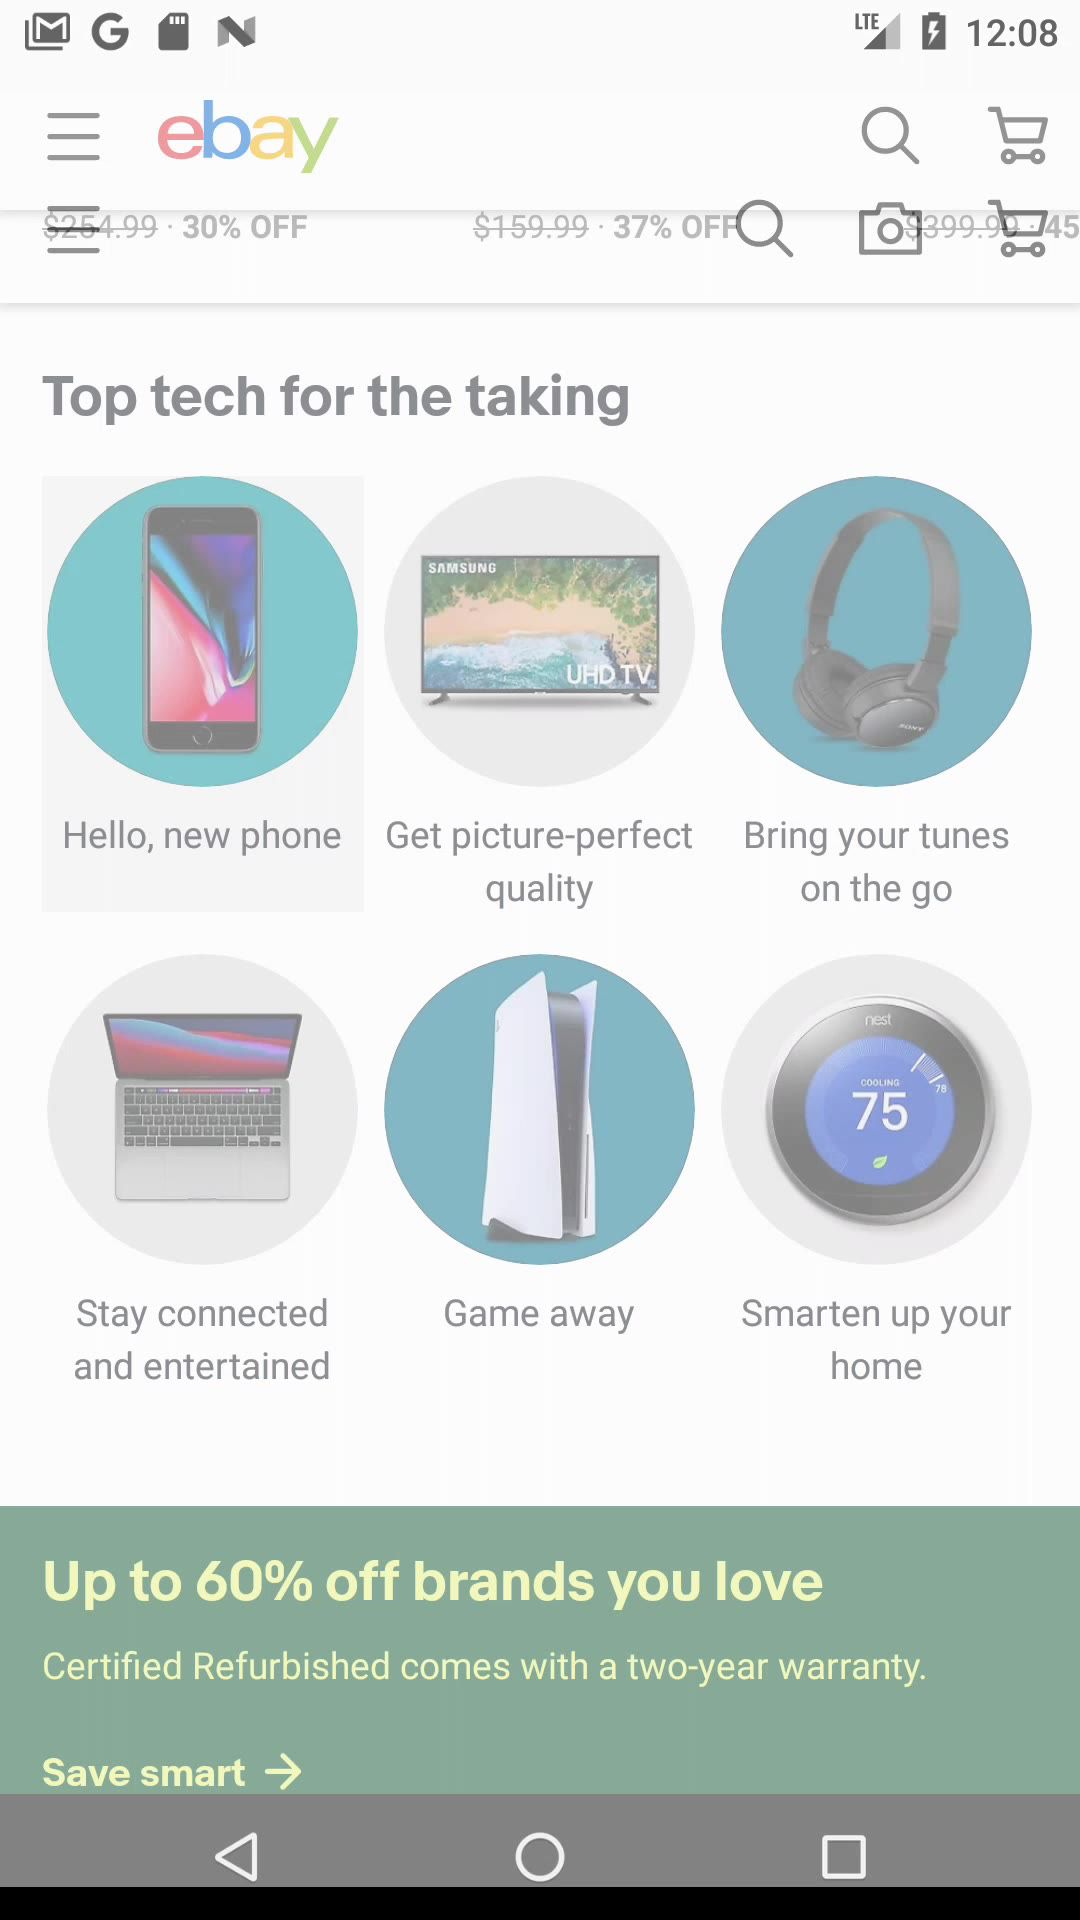 LTE 12:08
ebay
$254.99 · 30% OFF $159.99 · 37% OFF $399.99 · 45
Top tech for the taking
SAMSUNG
UHD TV
SONY
Hello, new phone
Get picture-perfect
quality
Bring your tunes
on the go
nest
COOLING
78
75
Stay connected
and entertained
Game away
Smarten up your
home
Up to 60% off brands you love
Certified Refurbished comes with a two-year warranty.
Save smart